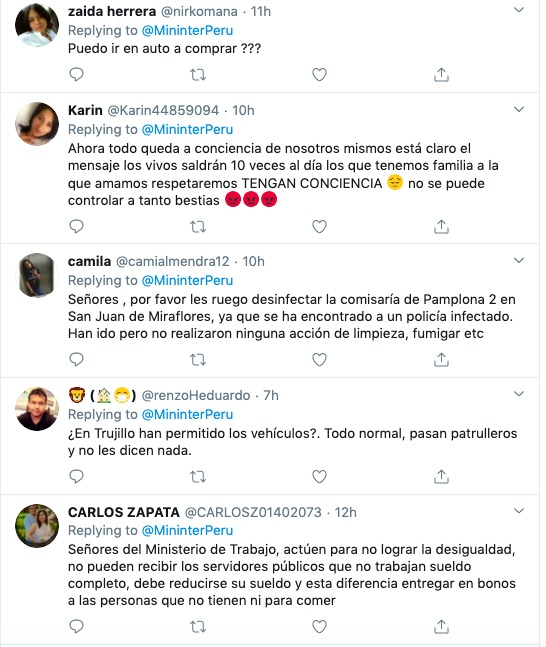 zaida herrera @nirkomana · 11h
Replying to @MininterPeru
Puedo ir en auto a comprar ???
Karin @Karin44859094 · 10h
Replying to @MininterPeru
Ahora todo queda a conciencia de nosotros mismos está claro el
mensaje los vivos saldrán 10 veces al día los que tenemos familia a la
que amamos respetaremos TENGAN CONCIENCIA 😔 no se puede
controlar a tanto bestias 😡😡😡
camila @camialmendra12 · 10h
Replying to @MininterPeru
Señores , por favor les ruego desinfectar la comisaría de Pamplona 2 en
San Juan de Miraflores, ya que se ha encontrado a un policía infectado.
Han ido pero no realizaron ninguna acción de limpieza, fumigar etc
🦁 (🏠😷) @renzoHeduardo · 7h
Replying to @MininterPeru
¿En Trujillo han permitido los vehículos?. Todo normal, pasan patrulleros
y no les dicen nada.
CARLOS ZAPATA @CARLOSZ01402073 · 12h
Replying to @MininterPeru
Señores del Ministerio de Trabajo, actúen para no lograr la desigualdad,
no pueden recibir los servidores públicos que no trabajan sueldo
completo, debe reducirse su sueldo y esta diferencia entregar en bonos
a las personas que no tienen ni para comer